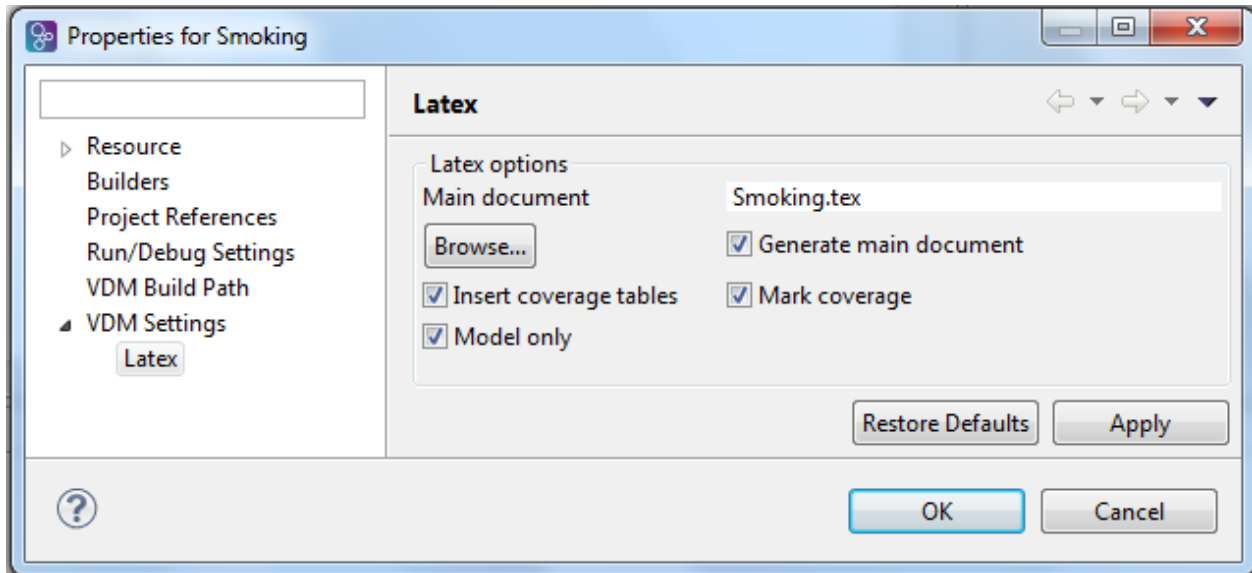 Properties for Smoking
Resource
Builders
Project References
Run/Debug Settings
VDM Build Path
VDM Settings
Latex
Latex
Latex options
Main document Smoking.tex
Browse... Generate main document
Insert coverage tables Mark coverage
Model only
Restore Defaults Apply
? OK Cancel